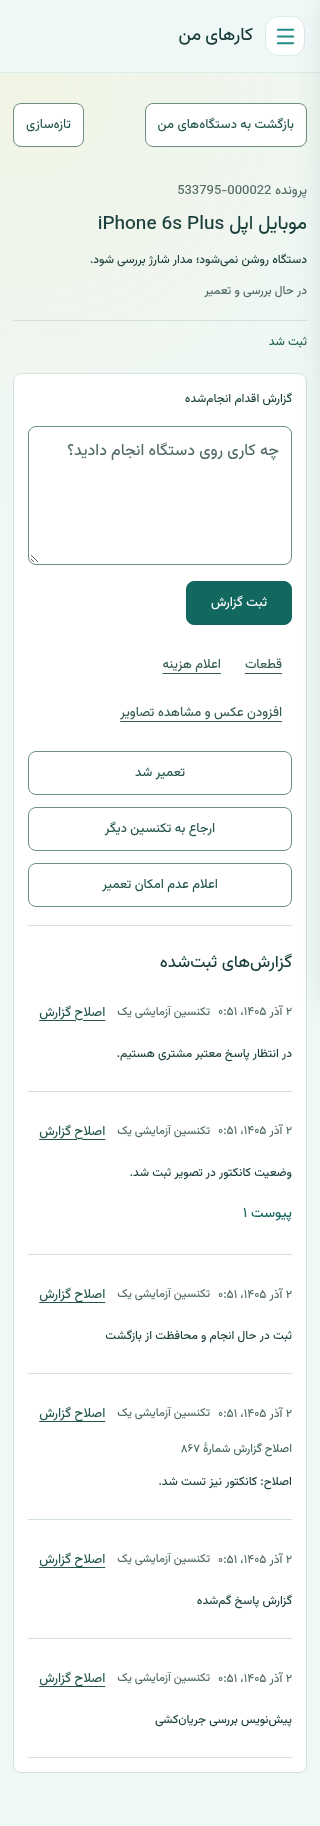 کارهای من
بازگشت به دستگاه‌های من
تازه‌سازی
پرونده 000022-533795
موبایل اپل iPhone 6s Plus
دستگاه روشن نمی‌شود؛ مدار شارژ بررسی شود.
در حال بررسی و تعمیر
ثبت شد
گزارش اقدام انجام‌شده
چه کاری روی دستگاه انجام دادید؟
ثبت گزارش
قطعات اعلام هزینه
افزودن عکس و مشاهده تصاویر
تعمیر شد
ارجاع به تکنسین دیگر
اعلام عدم امکان تعمیر
گزارش‌های ثبت‌شده
۲ آذر ۱۴۰۵، ۰:۵۱ تکنسین آزمایشی یک اصلاح گزارش
در انتظار پاسخ معتبر مشتری هستیم.
۲ آذر ۱۴۰۵، ۰:۵۱ تکنسین آزمایشی یک اصلاح گزارش
وضعیت کانکتور در تصویر ثبت شد.
پیوست ۱
۲ آذر ۱۴۰۵، ۰:۵۱ تکنسین آزمایشی یک اصلاح گزارش
ثبت در حال انجام و محافظت از بازگشت
۲ آذر ۱۴۰۵، ۰:۵۱ تکنسین آزمایشی یک اصلاح گزارش
اصلاح گزارش شمارهٔ ۸۶۷
اصلاح: کانکتور نیز تست شد.
۲ آذر ۱۴۰۵، ۰:۵۱ تکنسین آزمایشی یک اصلاح گزارش
گزارش پاسخ گم‌شده
۲ آذر ۱۴۰۵، ۰:۵۱ تکنسین آزمایشی یک اصلاح گزارش
پیش‌نویس بررسی جریان‌کشی